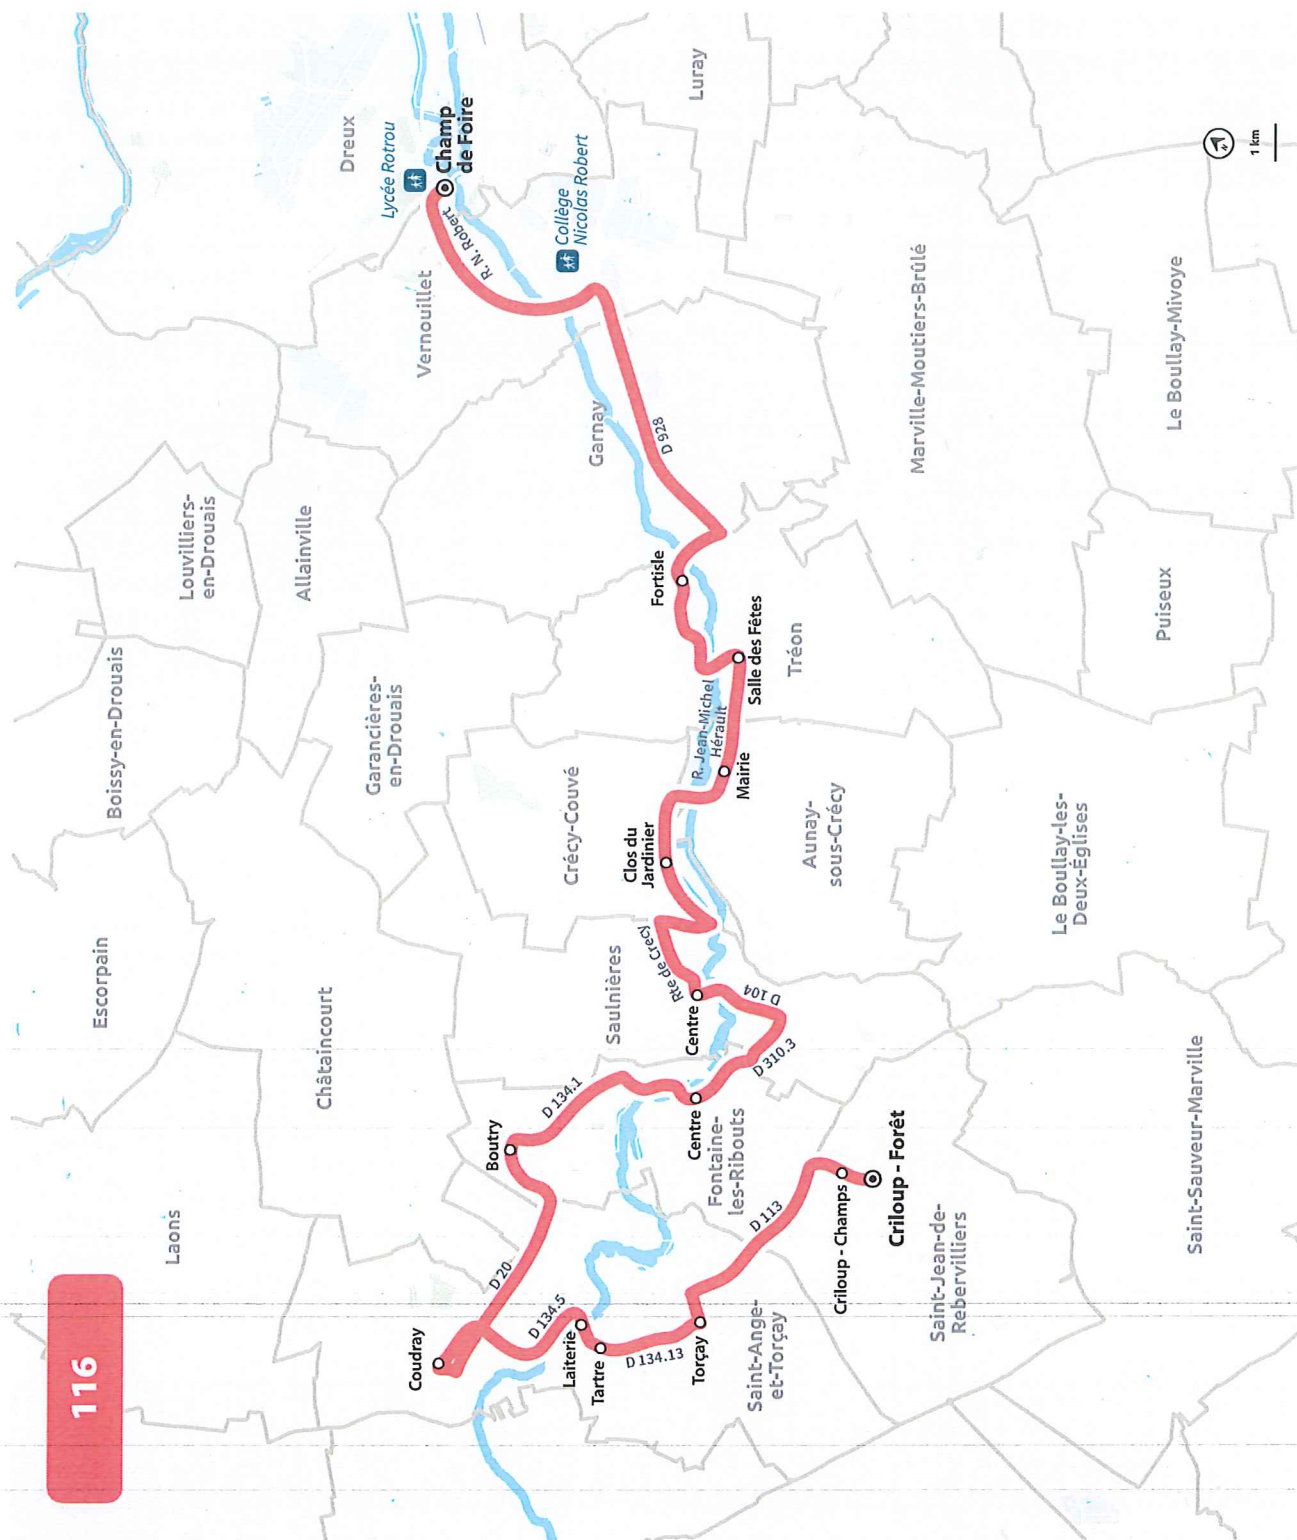 116
Laons
Escorpain
Boissy-en-Drouais
Louvilliers-
en-Drouais
Châtaincourt
Allainville
Garancières-
en-Drouais
Dreux
Lycée Rotrou
Champ
de Foire
R. N. Robert
Vernouillet
Collège
Nicolas Robert
Luray
Garnay
D 928
Fortisle
Salle des Fêtes
Tréon
R. Jean-Michel
Hérault
Mairie
Crécy-Couvé
Clos du
Jardinier
Aunay-
sous-Crécy
Saulnières
Rte de Crecy
Centre
D 104
D 310.3
Centre
Fontaine-
les-Ribouts
D 134.1
Boutry
D 20
Coudray
D 134.5
Laiterie
Tartre
D 134.13
Torçay
Saint-Ange-
et-Torçay
D 113
Criloup - Champs
Criloup - Forêt
Saint-Jean-de-
Rebervilliers
Saint-Sauveur-Marville
Le Boullay-les-
Deux-Églises
Puiseux
Marville-Moutiers-Brûlé
Le Boullay-Mivoye
N
1 km